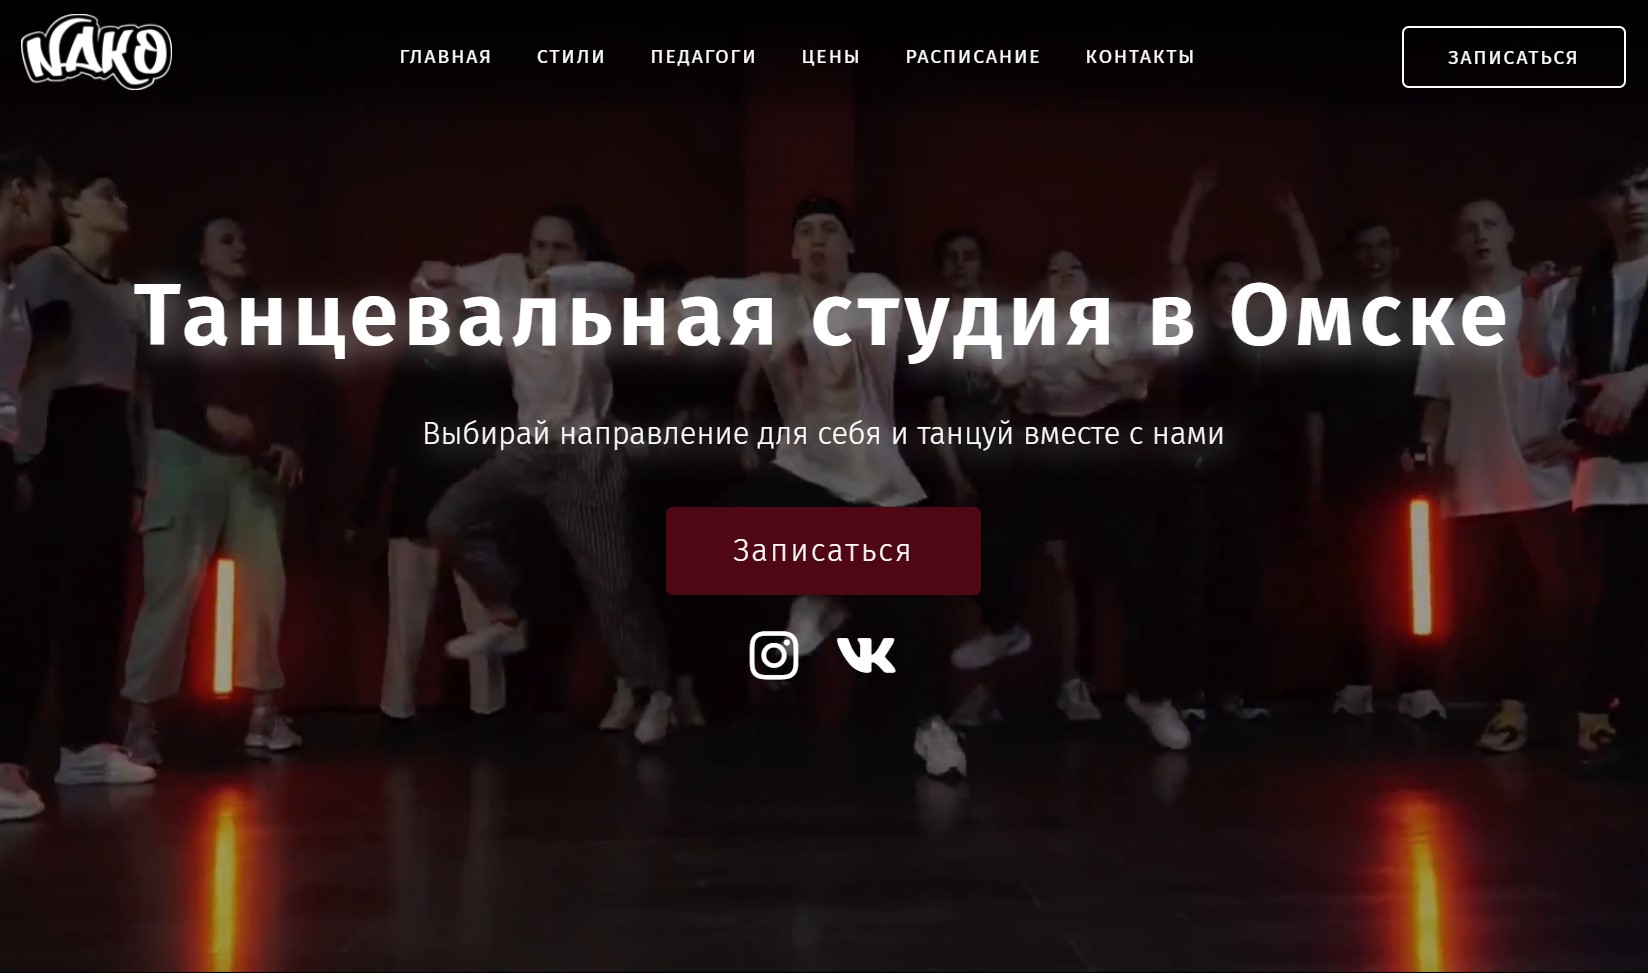 NAKO
ГЛАВНАЯ СТИЛИ ПЕДАГОГИ ЦЕНЫ РАСПИСАНИЕ КОНТАКТЫ ЗАПИСАТЬСЯ
Танцевальная студия в Омске
Выбирай направление для себя и танцуй вместе с нами
Записаться